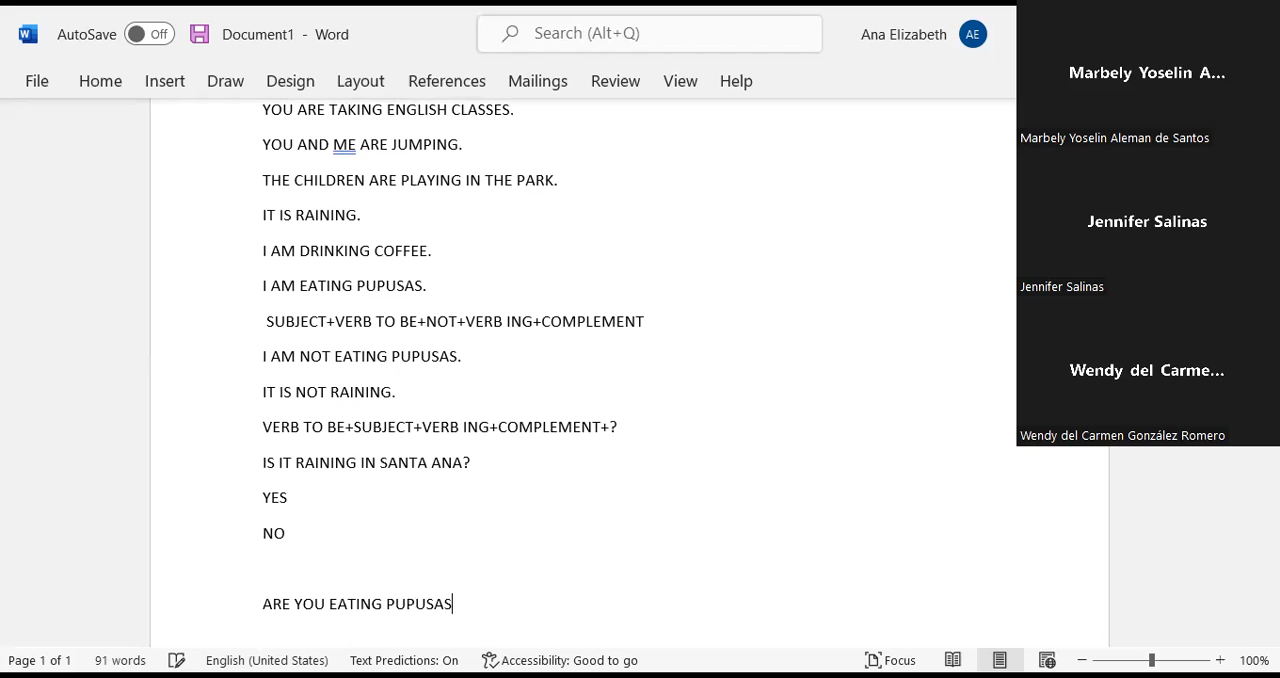 AutoSave Off Document1 - Word Search (Alt+Q) Ana Elizabeth AE
File Home Insert Draw Design Layout References Mailings Review View Help
YOU ARE TAKING ENGLISH CLASSES.
YOU AND ME ARE JUMPING.
THE CHILDREN ARE PLAYING IN THE PARK.
IT IS RAINING.
I AM DRINKING COFFEE.
I AM EATING PUPUSAS.
SUBJECT+VERB TO BE+NOT+VERB ING+COMPLEMENT
I AM NOT EATING PUPUSAS.
IT IS NOT RAINING.
VERB TO BE+SUBJECT+VERB ING+COMPLEMENT+?
IS IT RAINING IN SANTA ANA?
YES
NO
ARE YOU EATING PUPUSAS
Marbely Yoselin A...
Marbely Yoselin Aleman de Santos
Jennifer Salinas
Jennifer Salinas
Wendy del Carme...
Wendy del Carmen González Romero
Page 1 of 1 91 words English (United States) Text Predictions: On Accessibility: Good to go Focus 100%